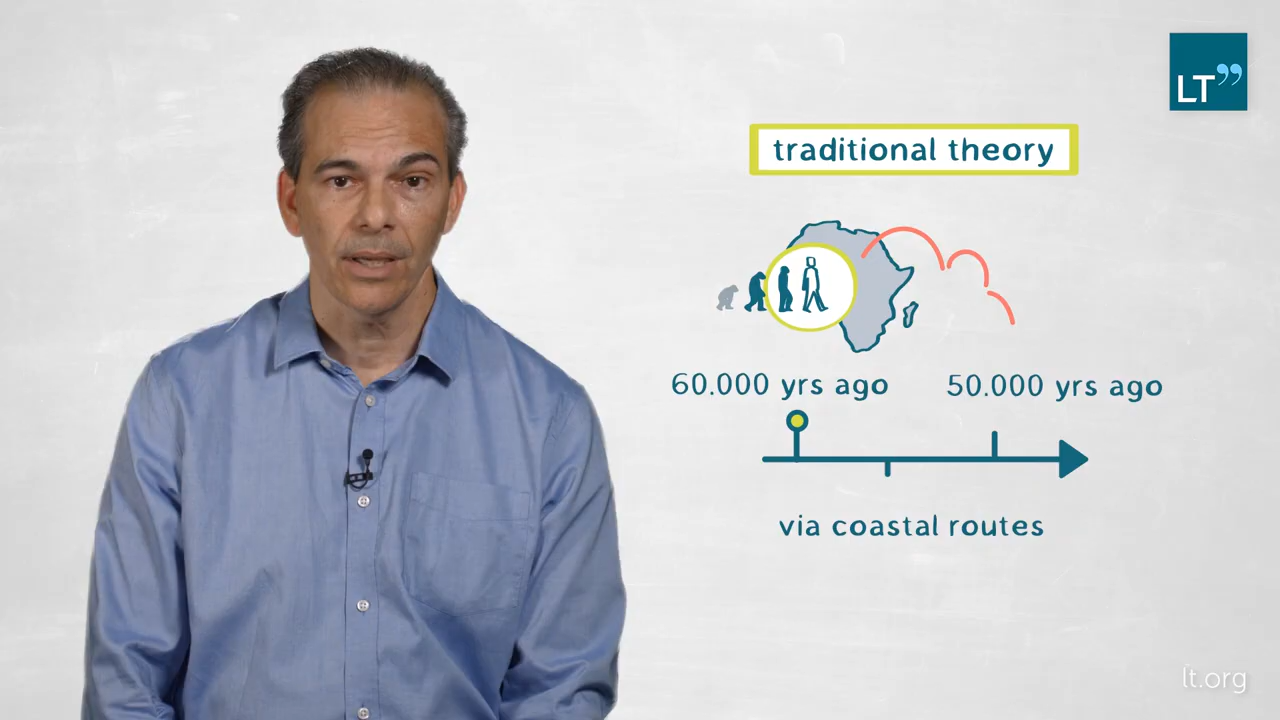 LT”
traditional theory
60.000 yrs ago
50.000 yrs ago
via coastal routes
lt.org